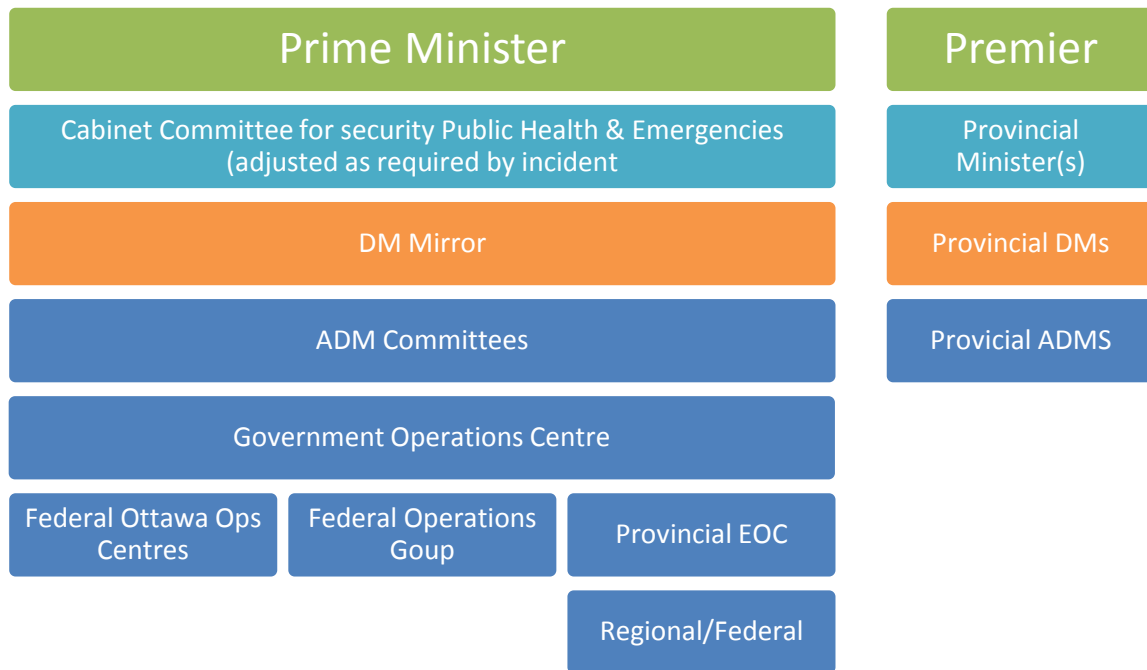 Prime Minister
Premier
Cabinet Committee for security Public Health & Emergencies
(adjusted as required by incident
Provincial
Minister(s)
DM Mirror
Provincial DMs
ADM Committees
Provicial ADMS
Government Operations Centre
Federal Ottawa Ops
Centres
Federal Operations
Goup
Provincial EOC
Regional/Federal